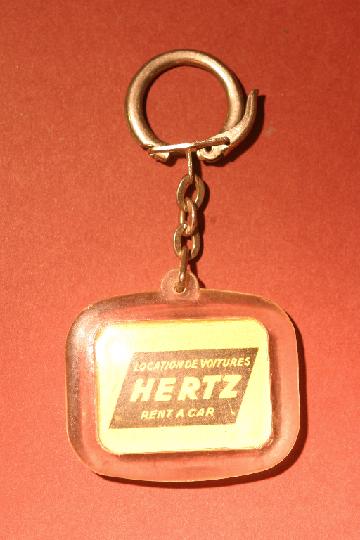 LOCATION DE VOITURES
HERTZ
RENT A CAR